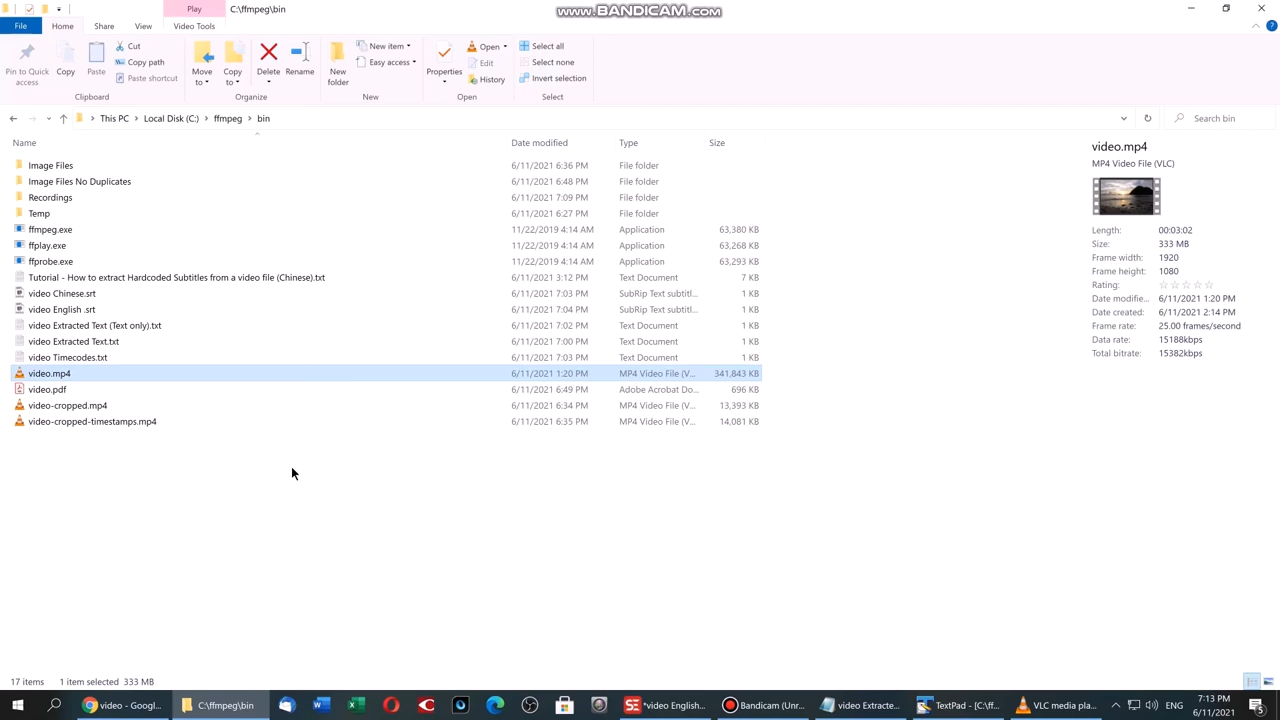 Play
C:\ffmpeg\bin
WWW.BANDICAM.COM
File
Home
Share
View
Video Tools
Pin to Quick access
Copy
Paste
Cut
Copy path
Paste shortcut
Clipboard
Move to
Copy to
Delete
Rename
Organize
New folder
New item
Easy access
New
Properties
Open
Edit
History
Open
Select all
Select none
Invert selection
Select
This PC > Local Disk (C:) > ffmpeg > bin
Search bin
Name Date modified Type Size
Image Files 6/11/2021 6:36 PM File folder
Image Files No Duplicates 6/11/2021 6:48 PM File folder
Recordings 6/11/2021 7:09 PM File folder
Temp 6/11/2021 6:27 PM File folder
ffmpeg.exe 11/22/2019 4:14 AM Application 63,380 KB
ffplay.exe 11/22/2019 4:14 AM Application 63,268 KB
ffprobe.exe 11/22/2019 4:14 AM Application 63,293 KB
Tutorial - How to extract Hardcoded Subtitles from a video file (Chinese).txt 6/11/2021 3:12 PM Text Document 7 KB
video Chinese.srt 6/11/2021 7:03 PM SubRip Text subtitl... 1 KB
video English .srt 6/11/2021 7:04 PM SubRip Text subtitl... 1 KB
video Extracted Text (Text only).txt 6/11/2021 7:02 PM Text Document 1 KB
video Extracted Text.txt 6/11/2021 7:00 PM Text Document 1 KB
video Timecodes.txt 6/11/2021 7:03 PM Text Document 1 KB
video.mp4 6/11/2021 1:20 PM MP4 Video File (V... 341,843 KB
video.pdf 6/11/2021 6:49 PM Adobe Acrobat Do... 696 KB
video-cropped.mp4 6/11/2021 6:34 PM MP4 Video File (V... 13,393 KB
video-cropped-timestamps.mp4 6/11/2021 6:35 PM MP4 Video File (V... 14,081 KB
video.mp4
MP4 Video File (VLC)
Length: 00:03:02
Size: 333 MB
Frame width: 1920
Frame height: 1080
Rating: ☆☆☆☆☆
Date modifie... 6/11/2021 1:20 PM
Date created: 6/11/2021 2:14 PM
Frame rate: 25.00 frames/second
Data rate: 15188kbps
Total bitrate: 15382kbps
17 items 1 item selected 333 MB
video - Googl...
C:\ffmpeg\bin
*video English...
Bandicam (Unr...
video Extracte...
TextPad - [C:\ff...
VLC media pla...
ENG
7:13 PM
6/11/2021
5